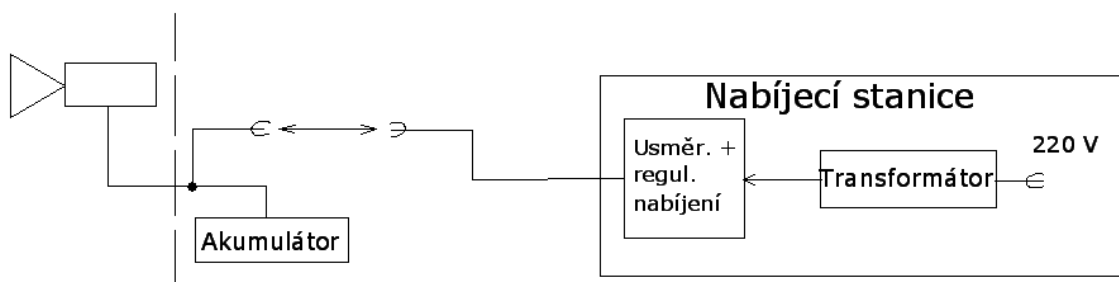 Nabíjecí stanice
Usměr. +
regul.
nabíjení
Transformátor
220 V
Akumulátor